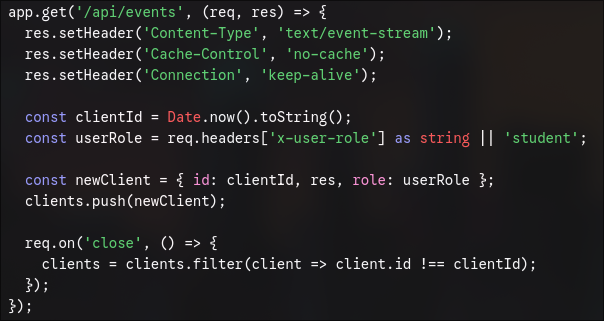 app.get('/api/events', (req, res) => {
  res.setHeader('Content-Type', 'text/event-stream');
  res.setHeader('Cache-Control', 'no-cache');
  res.setHeader('Connection', 'keep-alive');

  const clientId = Date.now().toString();
  const userRole = req.headers['x-user-role'] as string || 'student';

  const newClient = { id: clientId, res, role: userRole };
  clients.push(newClient);

  req.on('close', () => {
    clients = clients.filter(client => client.id !== clientId);
  });
});